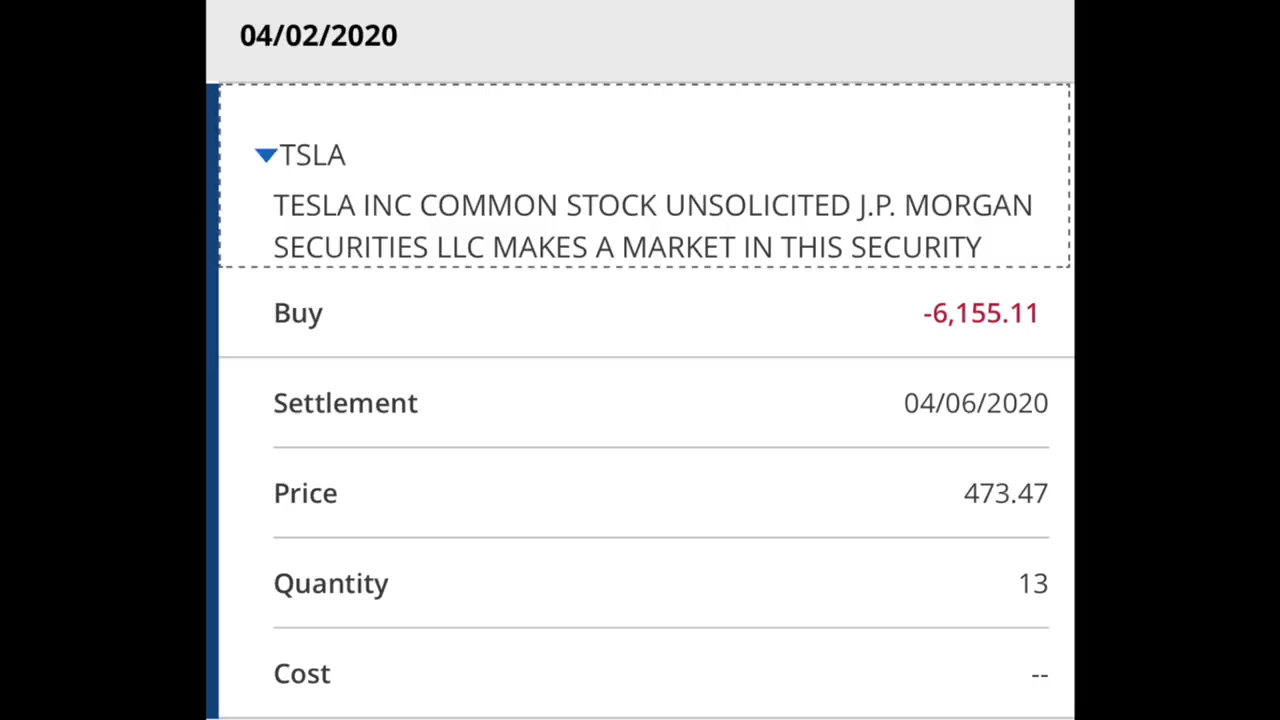 04/02/2020
TSLA
TESLA INC COMMON STOCK UNSOLICITED J.P. MORGAN
SECURITIES LLC MAKES A MARKET IN THIS SECURITY
Buy -6,155.11
Settlement 04/06/2020
Price 473.47
Quantity 13
Cost --